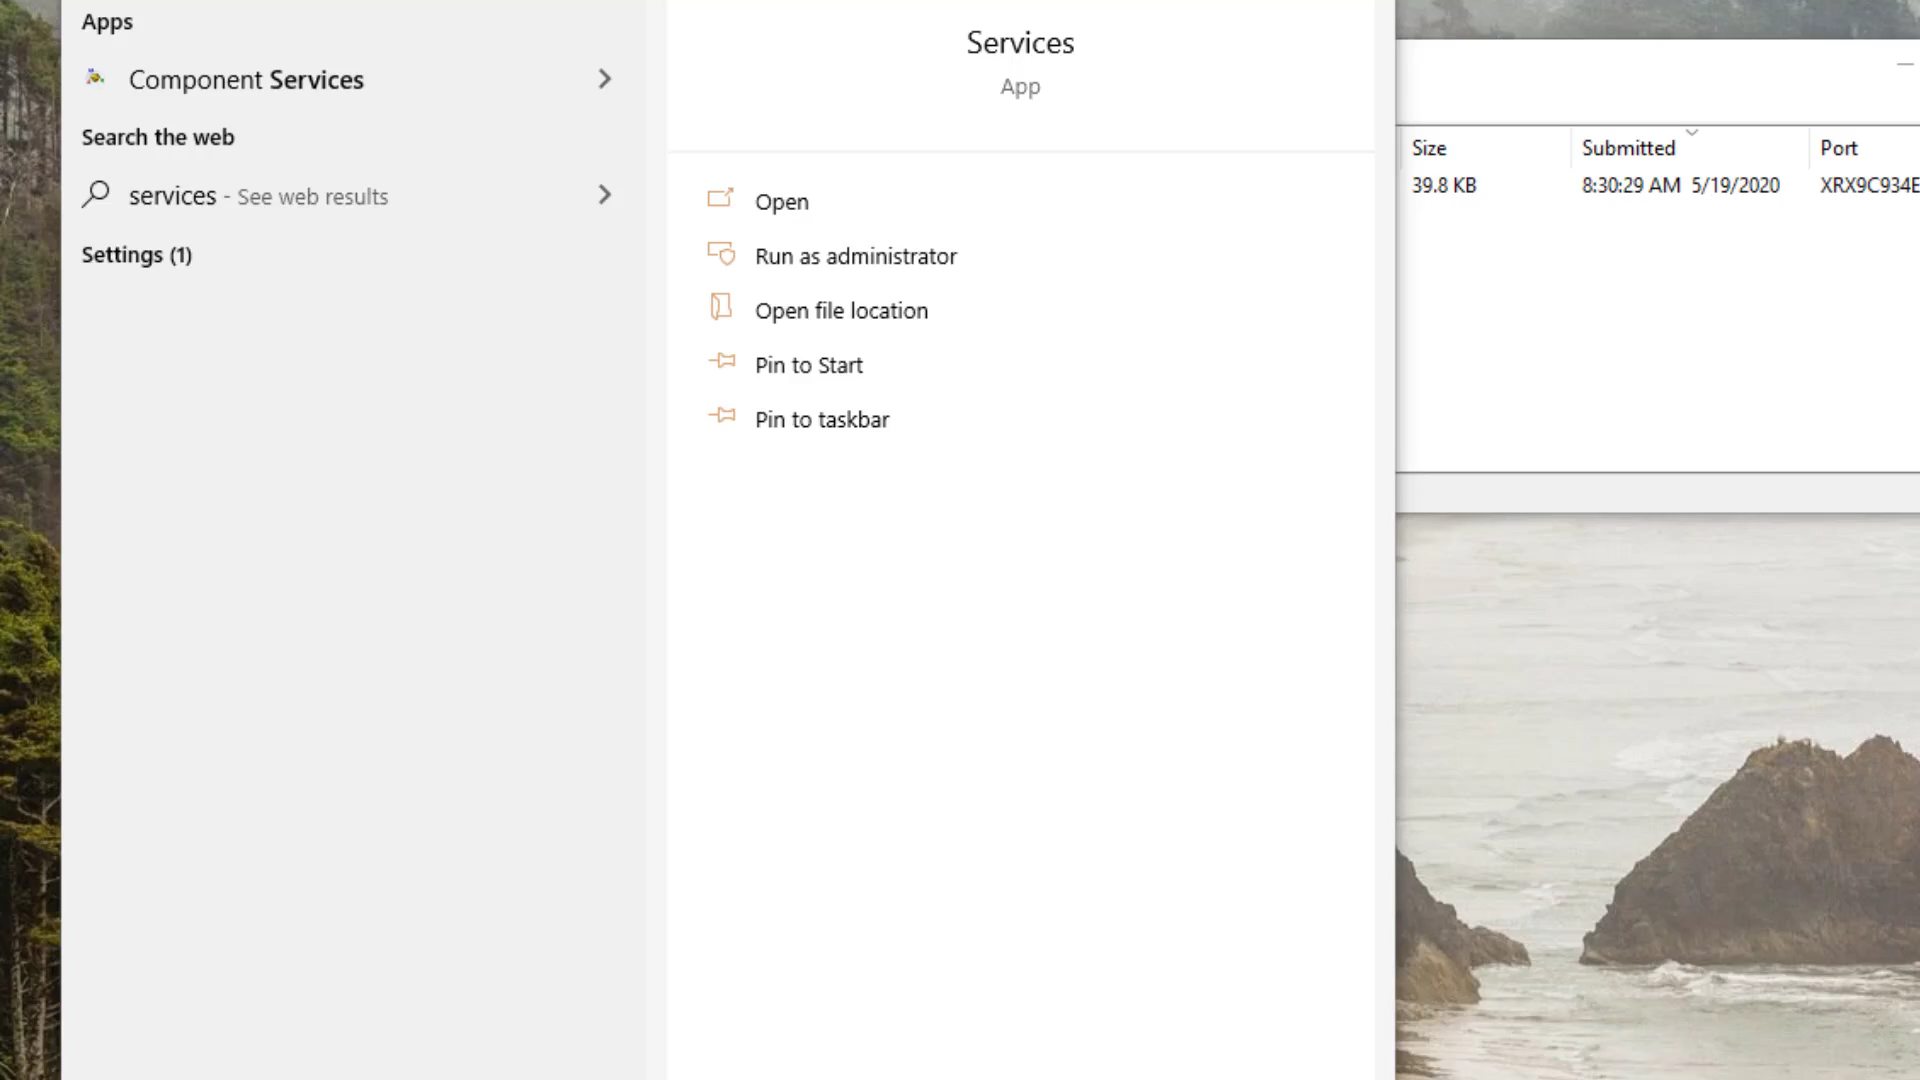 Apps
Component Services
Search the web
services - See web results
Settings (1)
Services
App
Open
Run as administrator
Open file location
Pin to Start
Pin to taskbar
Size Submitted Port
39.8 KB 8:30:29 AM 5/19/2020 XRX9C934E